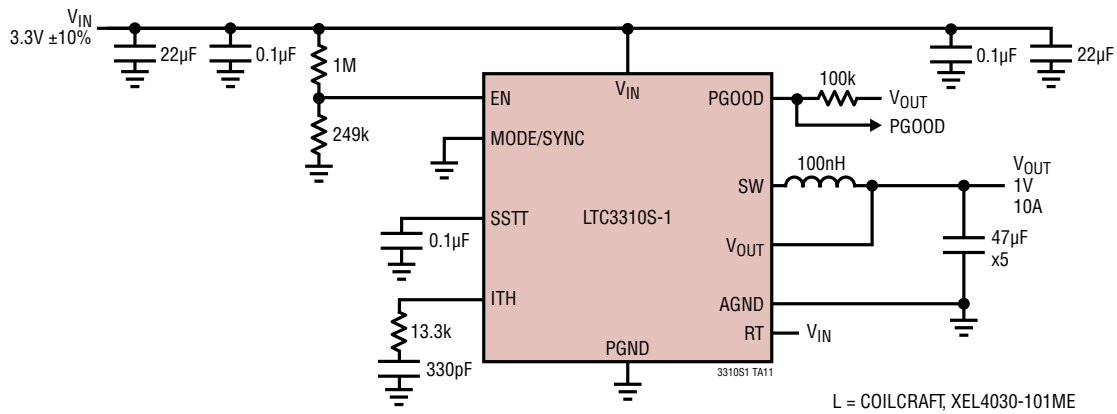 VIN
3.3V ±10%
22µF
0.1µF
1M
249k
0.1µF
22µF
VIN
EN
MODE/SYNC
SSTT
ITH
PGND
LTC3310S-1
PGOOD
SW
VOUT
AGND
RT
100k
VOUT
PGOOD
100nH
VOUT
1V
10A
47µF
x5
VIN
0.1µF
13.3k
330pF
3310S1 TA11
L = COILCRAFT, XEL4030-101ME